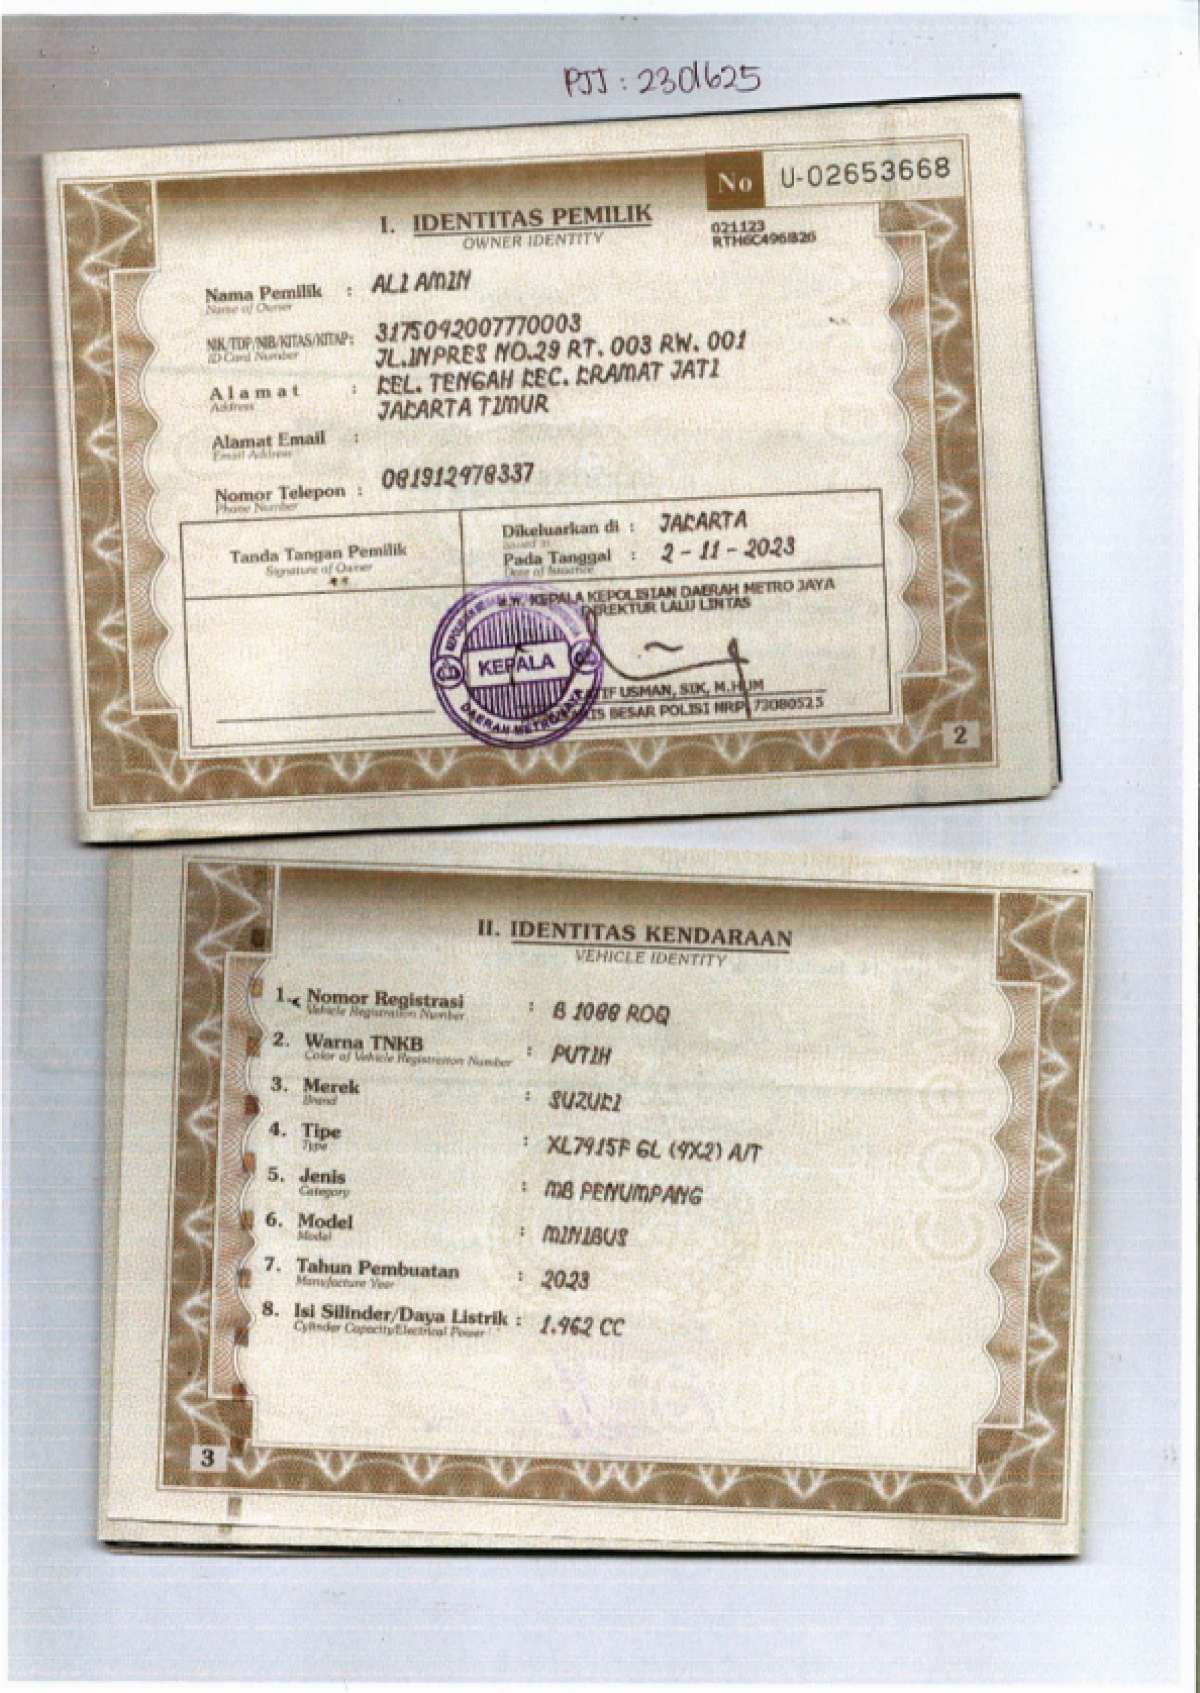 PJJ : 2301625
No U-02653668
I. IDENTITAS PEMILIK
OWNER IDENTITY
021123
Nama Pemilik : ALI AMIN
Name of Owner
NIK/TDP/NIB/KITAS/KITAP: 3175092007770003
ID Card Number
JL.INPRES NO.29 RT. 003 RW. 001
Alamat : KEL. TENGAH KEC. KRAMAT JATI
Address
JAKARTA TIMUR
Alamat Email :
Email Address
Nomor Telepon : 081912978337
Phone Number
Tanda Tangan Pemilik
Signature of Owner
Dikeluarkan di : JAKARTA
Issued in
Pada Tanggal : 2 - 11 - 2023
Date of Issuance
KEPALA KEPOLISIAN DAERAH METRO JAYA
DIREKTUR LALU LINTAS
KEPALA
DAERAH METRO JAYA
USMAN, SIK, M.HUM
BESAR POLISI NRP. 73080525
2
II. IDENTITAS KENDARAAN
VEHICLE IDENTITY
1. Nomor Registrasi : B 1088 ROQ
Vehicle Registration Number
2. Warna TNKB : PUTIH
Color of Vehicle Registration Number
3. Merek : SUZUKI
Brand
4. Tipe : XL7415F GL (4X2) A/T
Type
5. Jenis : MB PENUMPANG
Category
6. Model : MINIBUS
Model
7. Tahun Pembuatan : 2023
Manufacture Year
8. Isi Silinder/Daya Listrik : 1.462 CC
Cylinder Capacity/Electrical Power
3